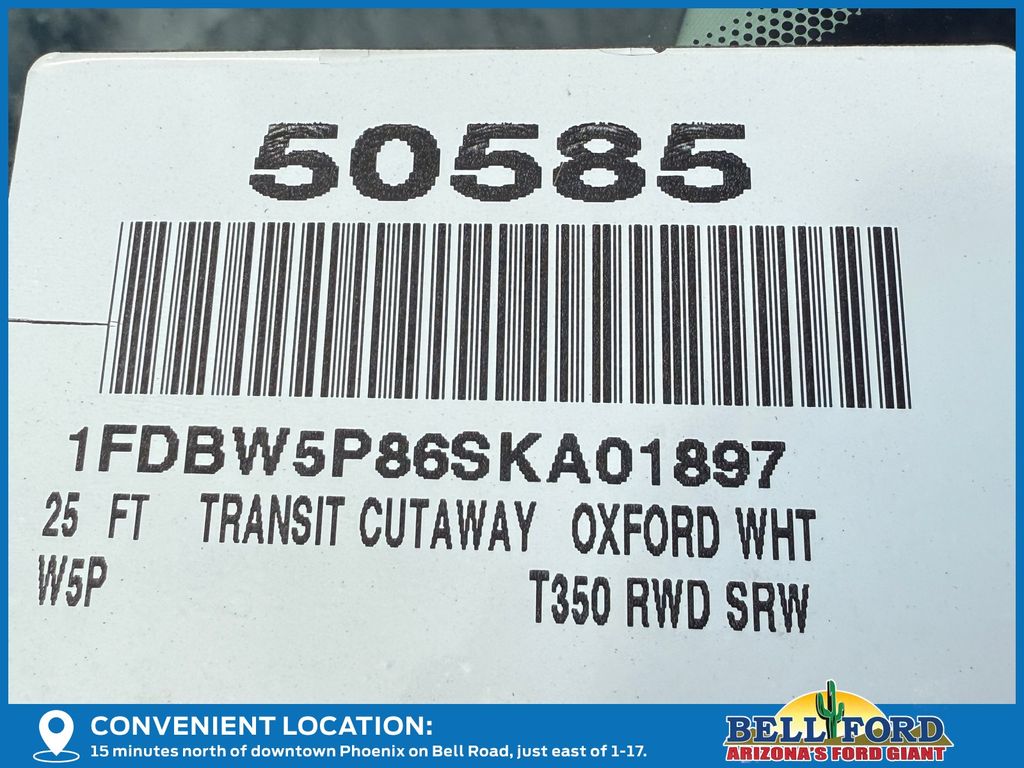 50585
1FDBW5P86SKA01897
25 FT TRANSIT CUTAWAY OXFORD WHT
W5P T350 RWD SRW
CONVENIENT LOCATION:
15 minutes north of downtown Phoenix on Bell Road, just east of 1-17.
BELL FORD
ARIZONA'S FORD GIANT